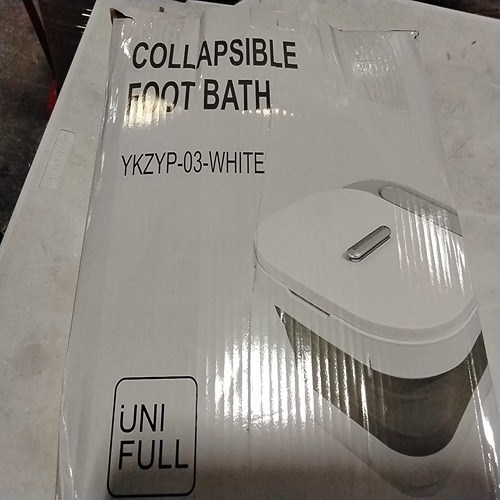 COLLAPSIBLE
FOOT BATH
YKZYP-03-WHITE
UNI
FULL